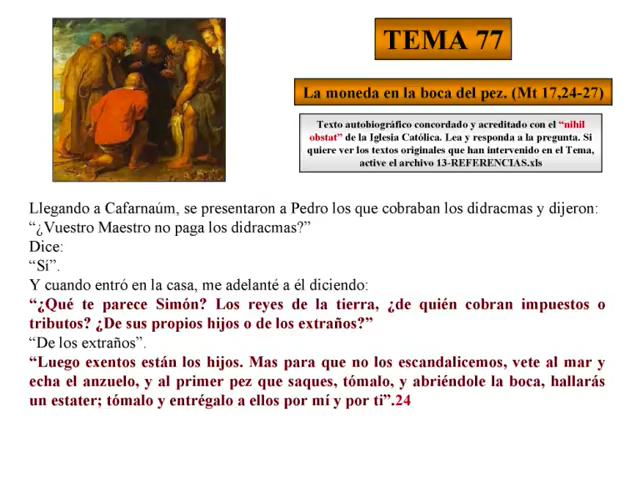 TEMA 77
La moneda en la boca del pez. (Mt 17,24-27)
Texto autobiográfico concordado y acreditado con el “nihil
obstat” de la Iglesia Católica. Lea y responda a la pregunta. Si
quiere ver los textos originales que han intervenido en el Tema,
active el archivo 13-REFERENCIAS.xls
Llegando a Cafarnaúm, se presentaron a Pedro los que cobraban los didracmas y dijeron:
“¿Vuestro Maestro no paga los didracmas?”
Dice:
“Sí”.
Y cuando entró en la casa, me adelanté a él diciendo:
“¿Qué te parece Simón? Los reyes de la tierra, ¿de quién cobran impuestos o
tributos? ¿De sus propios hijos o de los extraños?”
“De los extraños”.
“Luego exentos están los hijos. Mas para que no los escandalicemos, vete al mar y
echa el anzuelo, y al primer pez que saques, tómalo, y abriéndole la boca, hallarás
un estater; tómalo y entrégalo a ellos por mí y por ti”.24